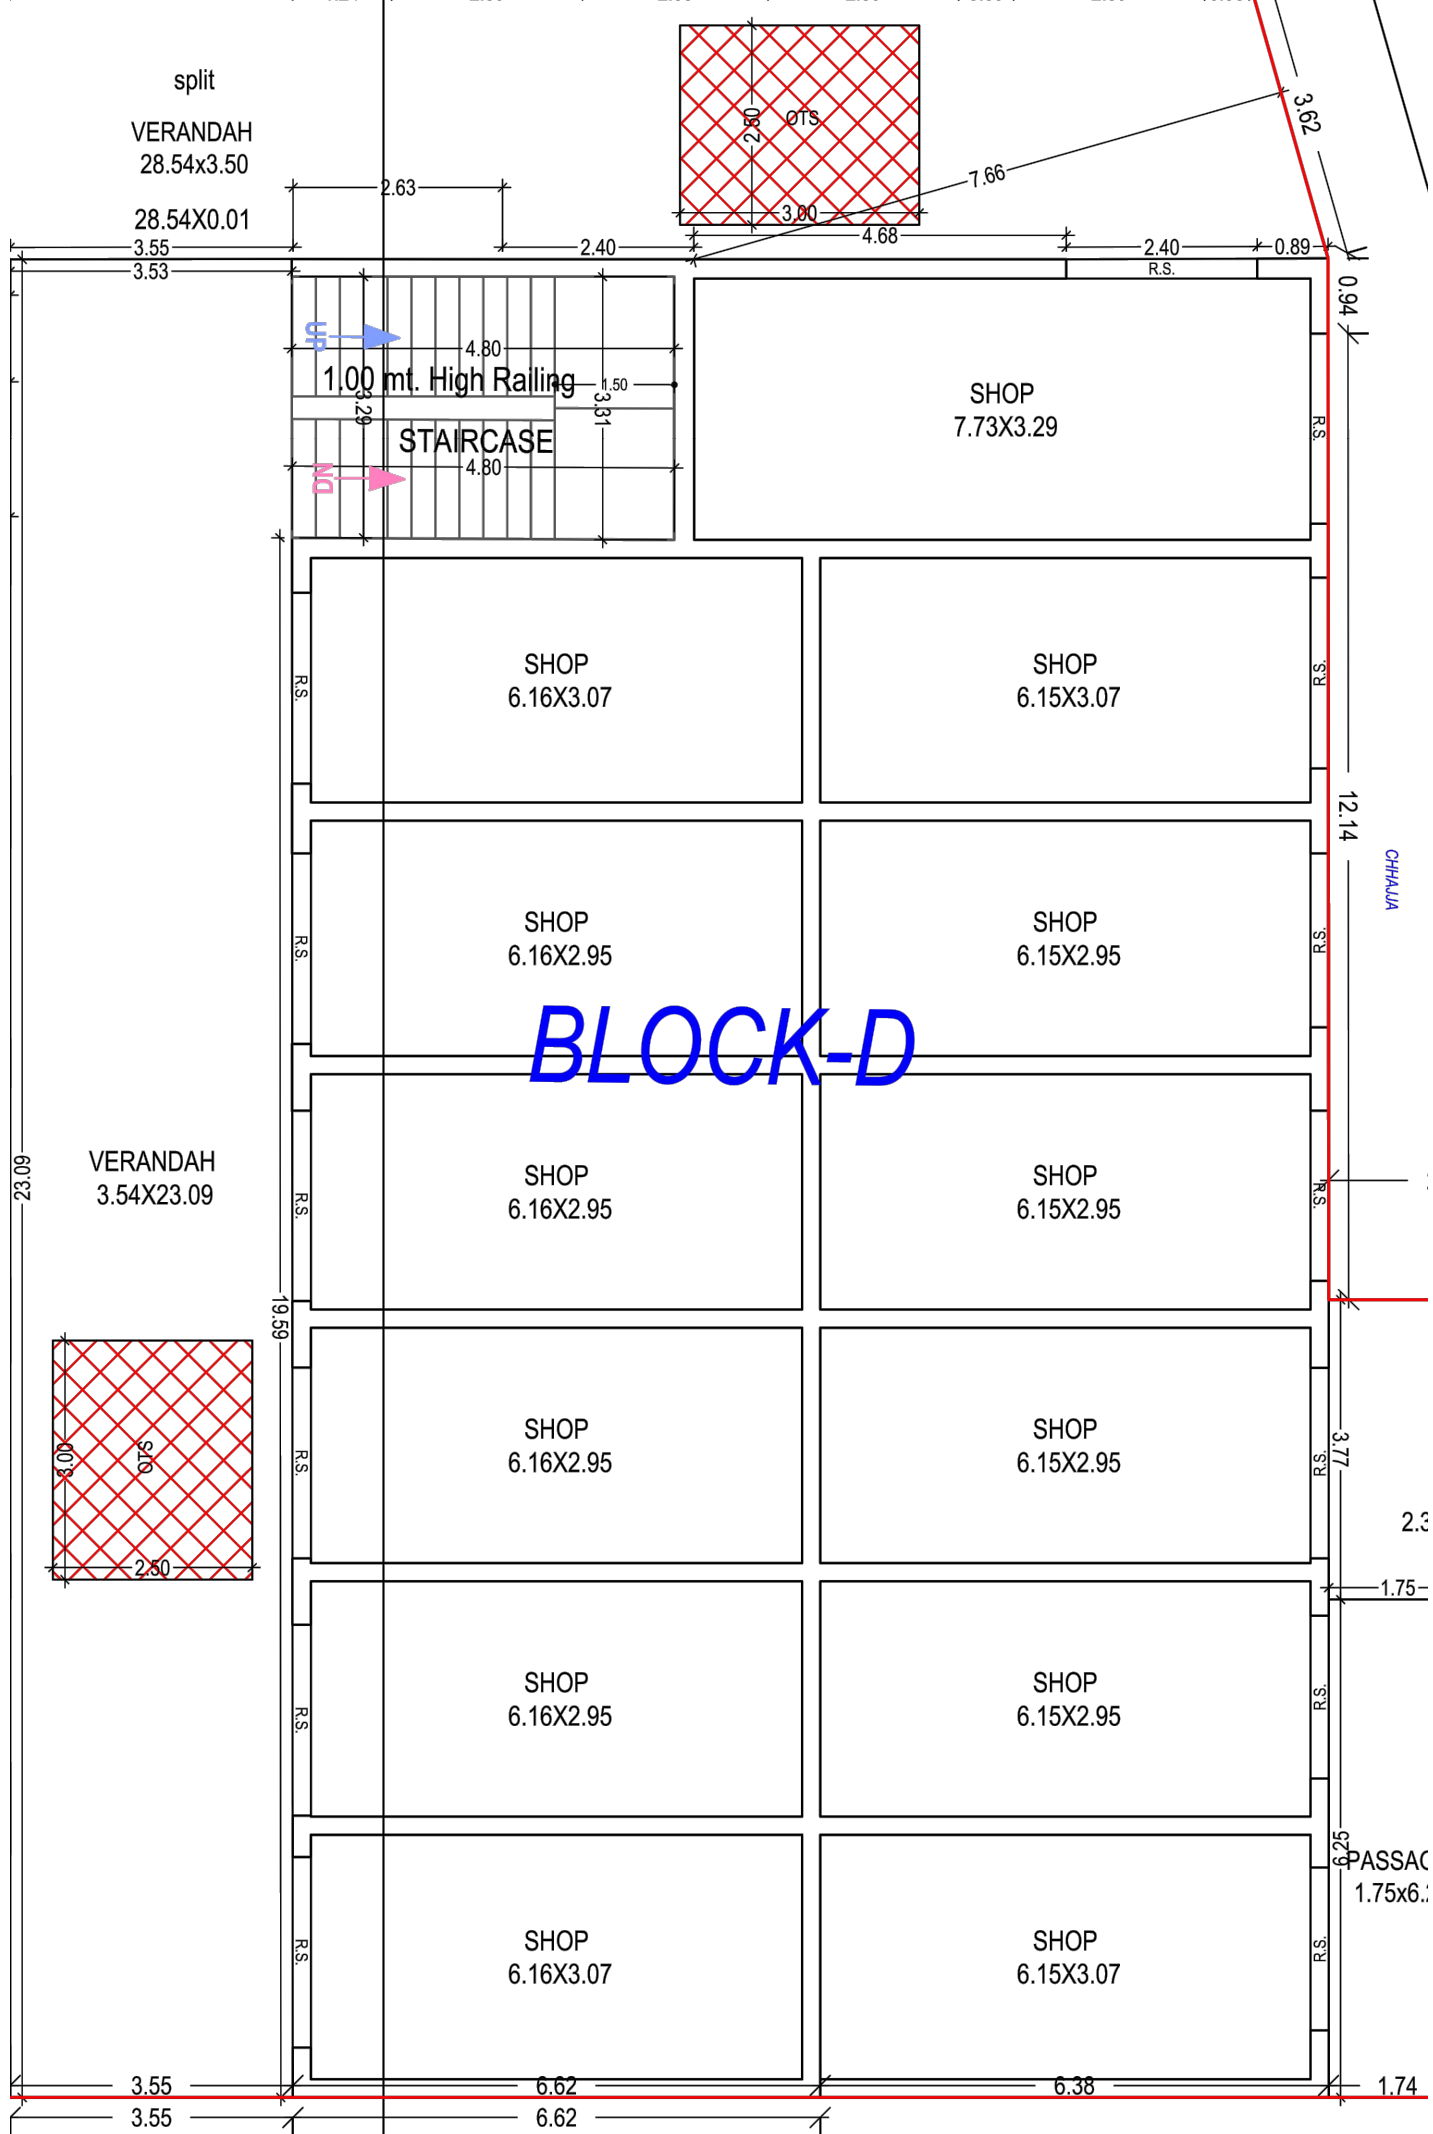 split
VERANDAH
28.54x3.50
28.54X0.01
OTS
2.50
3.00
3.62
7.66
2.63
3.55
2.40
4.68
2.40
0.89
3.53
R.S.
0.94
UP
4.80
1.00 mt. High Railing
1.50
3.29
3.31
STAIRCASE
4.80
DN
SHOP
7.73X3.29
R.S.
SHOP
6.16X3.07
R.S.
SHOP
6.15X3.07
R.S.
12.14
CHHAJJA
SHOP
6.16X2.95
R.S.
SHOP
6.15X2.95
R.S.
BLOCK-D
23.09
VERANDAH
3.54X23.09
SHOP
6.16X2.95
R.S.
SHOP
6.15X2.95
R.S.
19.59
OTS
3.00
2.50
SHOP
6.16X2.95
R.S.
SHOP
6.15X2.95
R.S.
3.77
1.75
SHOP
6.16X2.95
R.S.
SHOP
6.15X2.95
R.S.
6.25
SHOP
6.16X3.07
R.S.
SHOP
6.15X3.07
R.S.
3.55
6.62
6.38
1.74
3.55
6.62